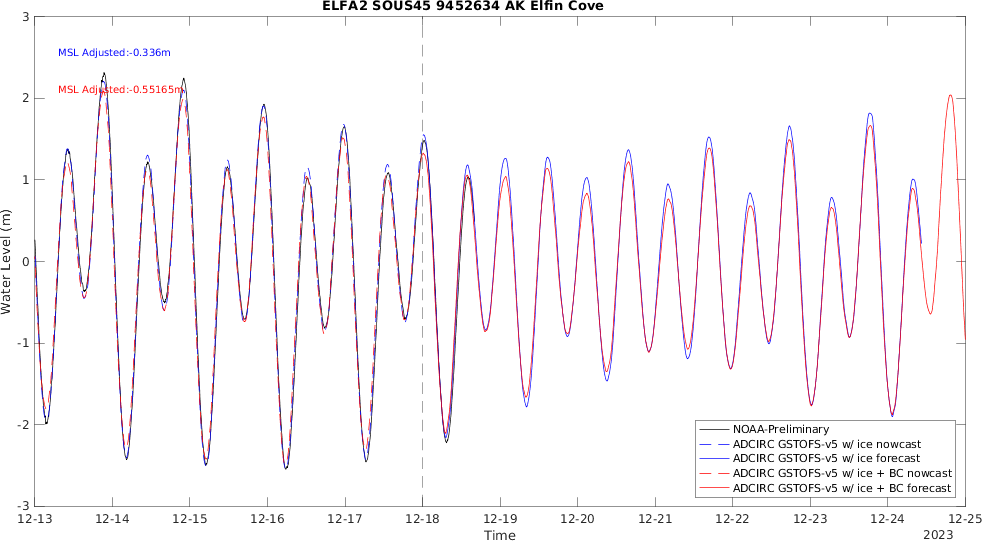 ELFA2 SOUS45 9452634 AK Elfin Cove
3
2
1
0
-1
-2
-3
Water Level (m)
MSL Adjusted:-0.336m
MSL Adjusted:-0.55165m
NOAA-Preliminary
ADCIRC GSTOFS-v5 w/ ice nowcast
ADCIRC GSTOFS-v5 w/ ice forecast
ADCIRC GSTOFS-v5 w/ ice + BC nowcast
ADCIRC GSTOFS-v5 w/ ice + BC forecast
12-13 12-14 12-15 12-16 12-17 12-18 12-19 12-20 12-21 12-22 12-23 12-24 12-25
Time
2023